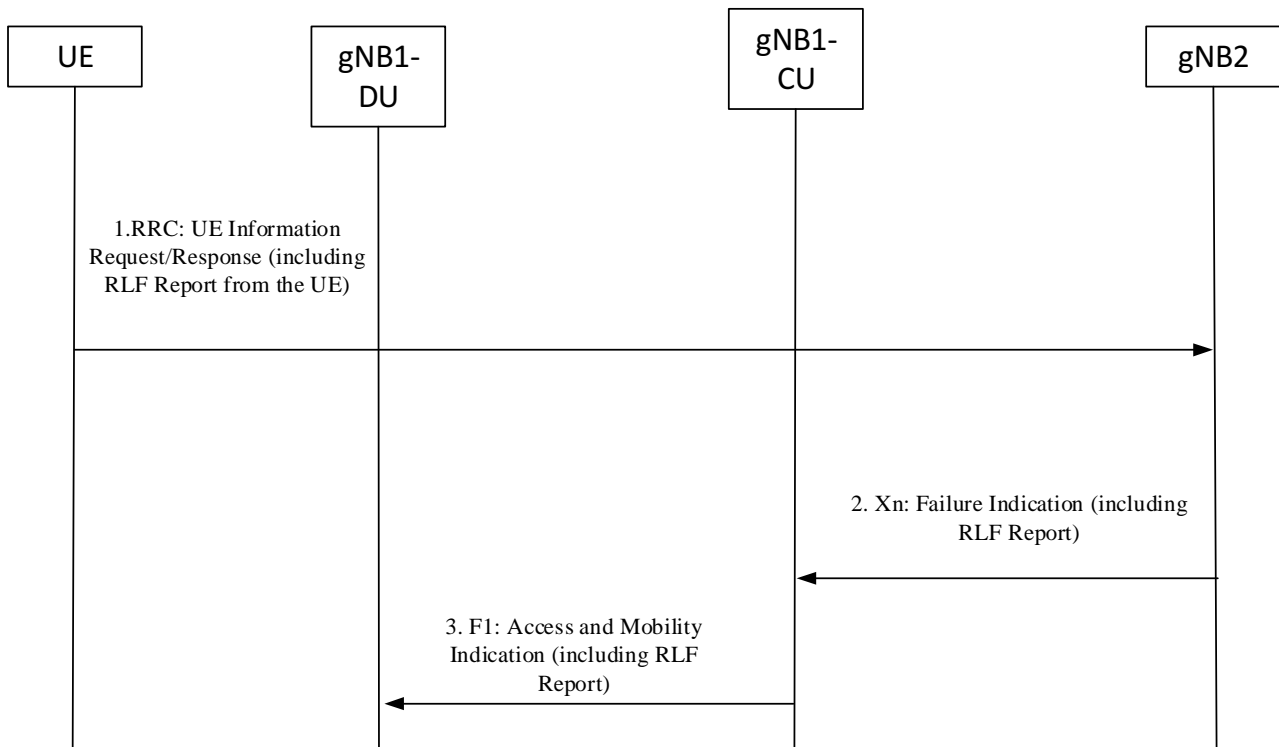 UE
gNB1-
DU
gNB1-
CU
gNB2
1.RRC: UE Information
Request/Response (including
RLF Report from the UE)
2. Xn: Failure Indication (including
RLF Report)
3. F1: Access and Mobility
Indication (including RLF
Report)